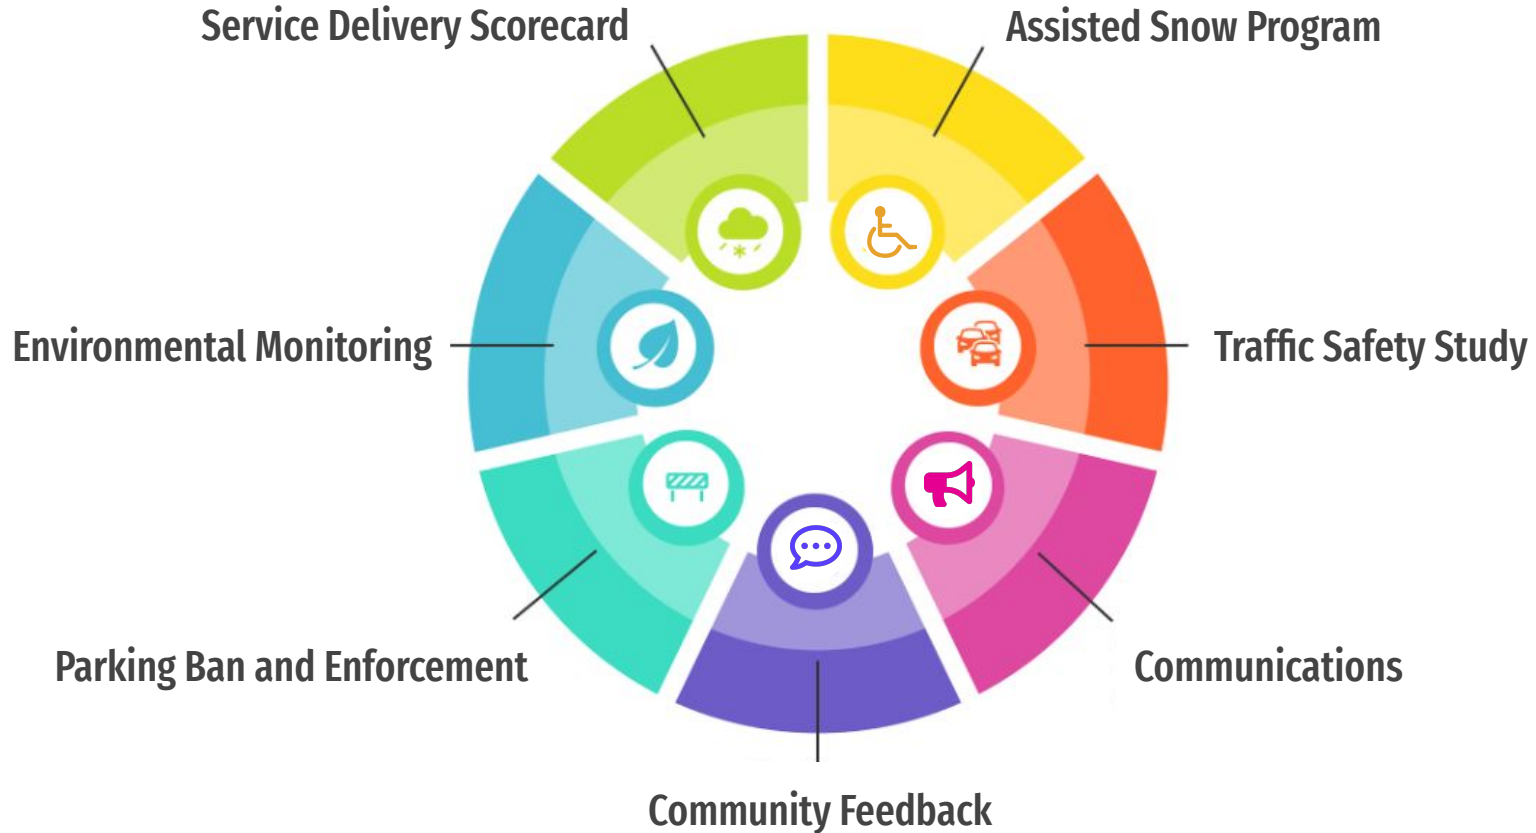 Service Delivery Scorecard
Assisted Snow Program
Environmental Monitoring
Traffic Safety Study
Parking Ban and Enforcement
Communications
Community Feedback